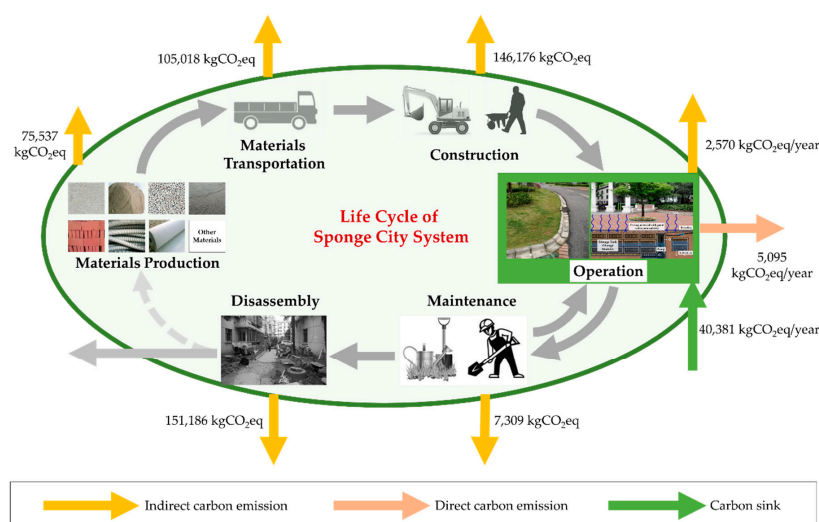 105,018 kgCO₂eq
146,176 kgCO₂eq
75,537
kgCO₂eq
2,570 kgCO₂eq/year
Materials
Transportation
Construction
Life Cycle of
Sponge City System
Other
Materials
Materials Production
Operation
5,095
kgCO₂eq/year
Disassembly
Maintenance
40,381 kgCO₂eq/year
151,186 kgCO₂eq
7,309 kgCO₂eq
Indirect carbon emission
Direct carbon emission
Carbon sink